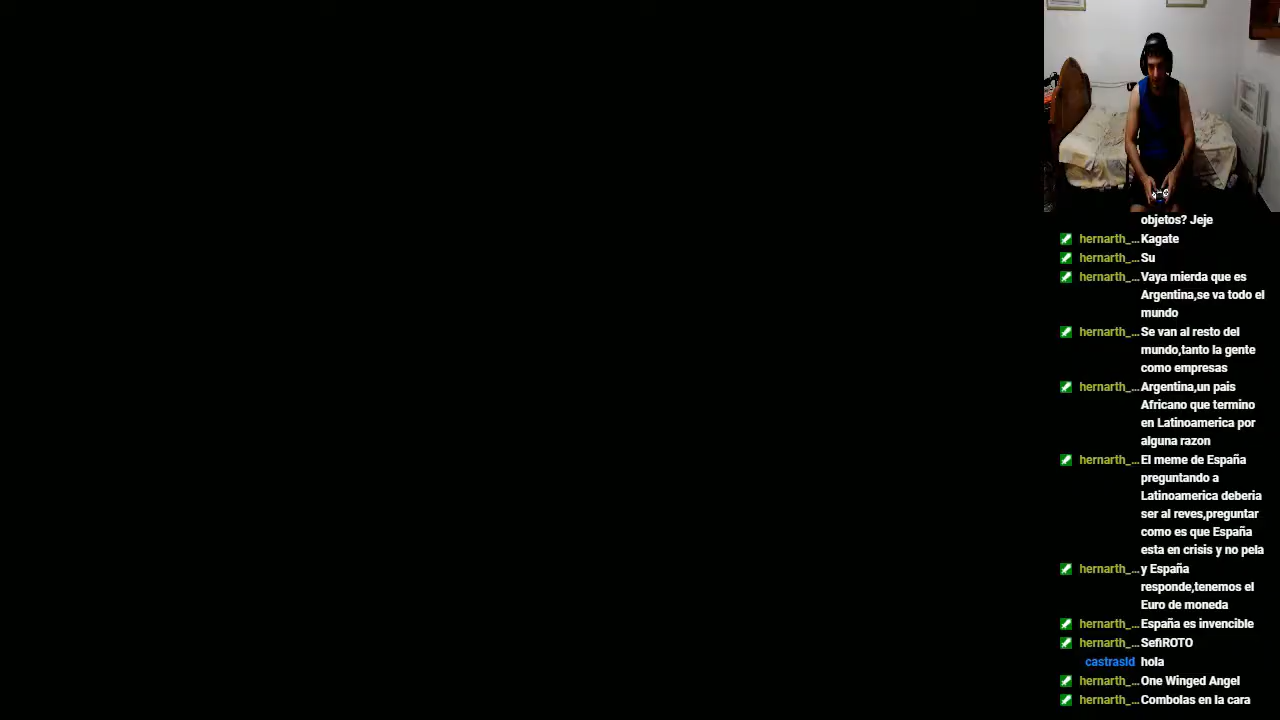 objetos? Jeje
hernarth_... Kagate
hernarth_... Su
hernarth_... Vaya mierda que es
Argentina,se va todo el
mundo
hernarth_... Se van al resto del
mundo,tanto la gente
como empresas
hernarth_... Argentina,un pais
Africano que termino
en Latinoamerica por
alguna razon
hernarth_... El meme de España
preguntando a
Latinoamerica deberia
ser al reves,preguntar
como es que España
esta en crisis y no pela
hernarth_... y España
responde,tenemos el
Euro de moneda
hernarth_... España es invencible
hernarth_... SefiROTO
castrasld hola
hernarth_... One Winged Angel
hernarth_... Combolas en la cara